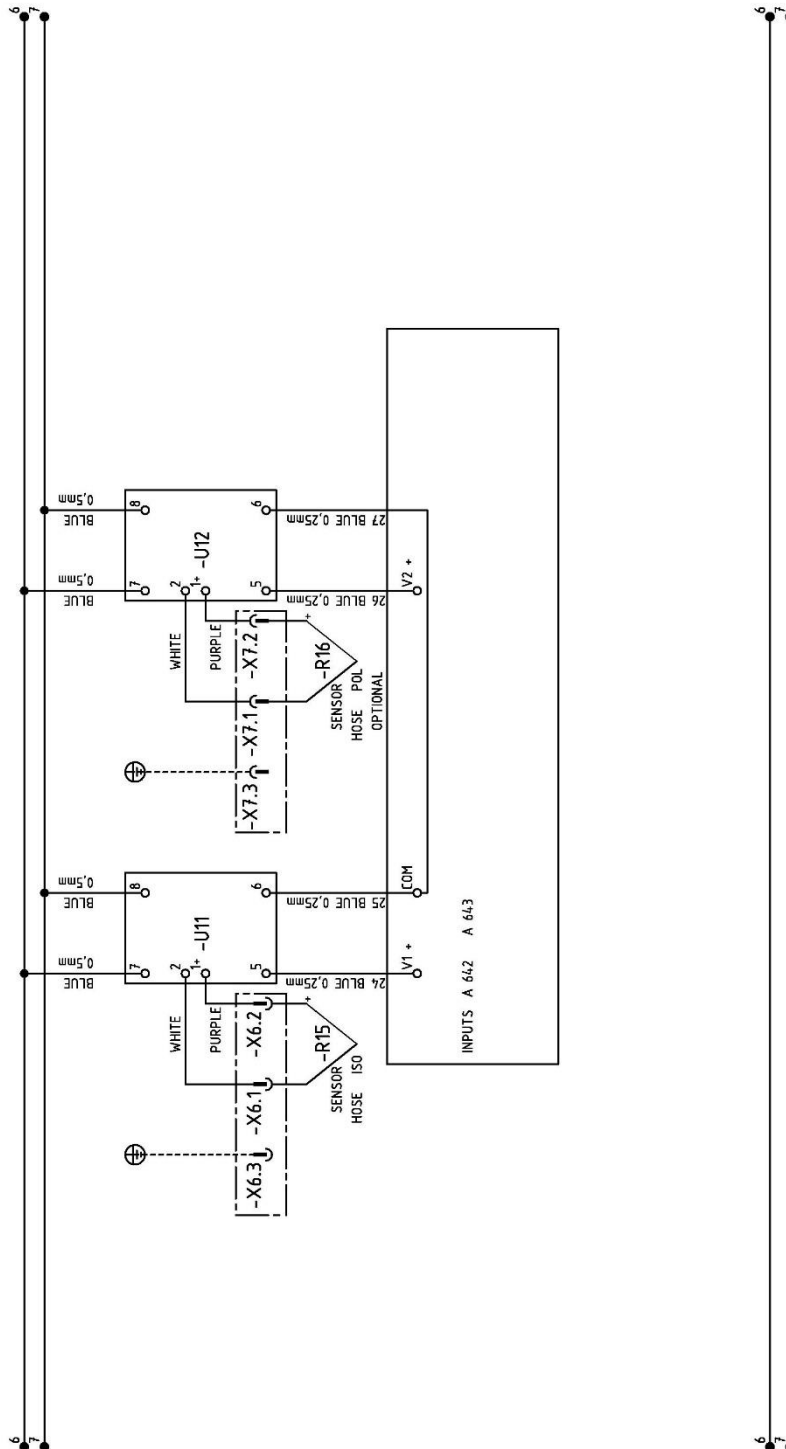 6
7
6
7
BLUE
0,5mm
BLUE
0,5mm
7
8
2
1+
-U12
5
6
WHITE
PURPLE
-X7.3
-X7.1
-X7.2
+
-R16
SENSOR
HOSE POL
OPTIONAL
26 BLUE 0,25mm
27 BLUE 0,25mm
V2 +
BLUE
0,5mm
BLUE
0,5mm
7
8
2
1+
-U11
5
6
WHITE
PURPLE
-X6.3
-X6.1
-X6.2
+
-R15
SENSOR
HOSE ISO
24 BLUE 0,25mm
25 BLUE 0,25mm
V1 +
COM
INPUTS A 642 A 643
6
7
6
7